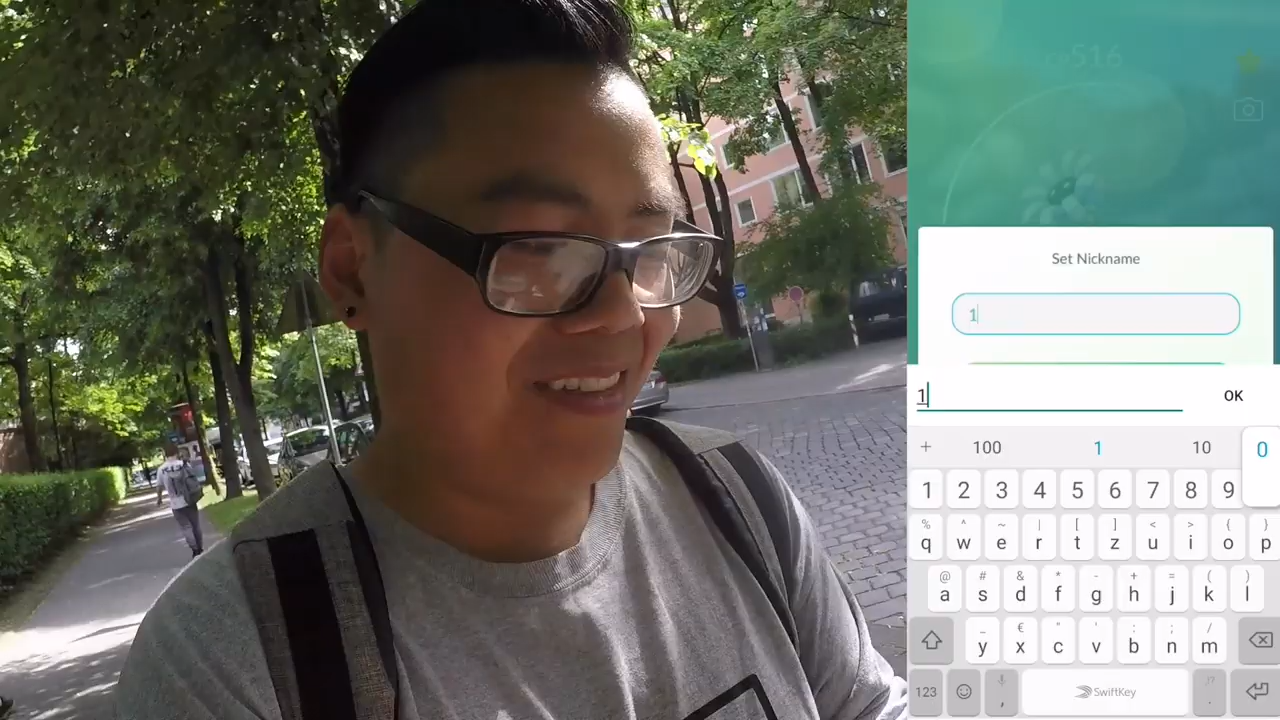 CP516
Set Nickname
1
1
OK
+ 100 1 10 0
1 2 3 4 5 6 7 8 9
% ^ ~ | [ ] < > { }
q w e r t z u i o p
@ # & * - + = ( )
a s d f g h j k l
_ € " ' : ; /
y x c v b n m
123 , SwiftKey !? .